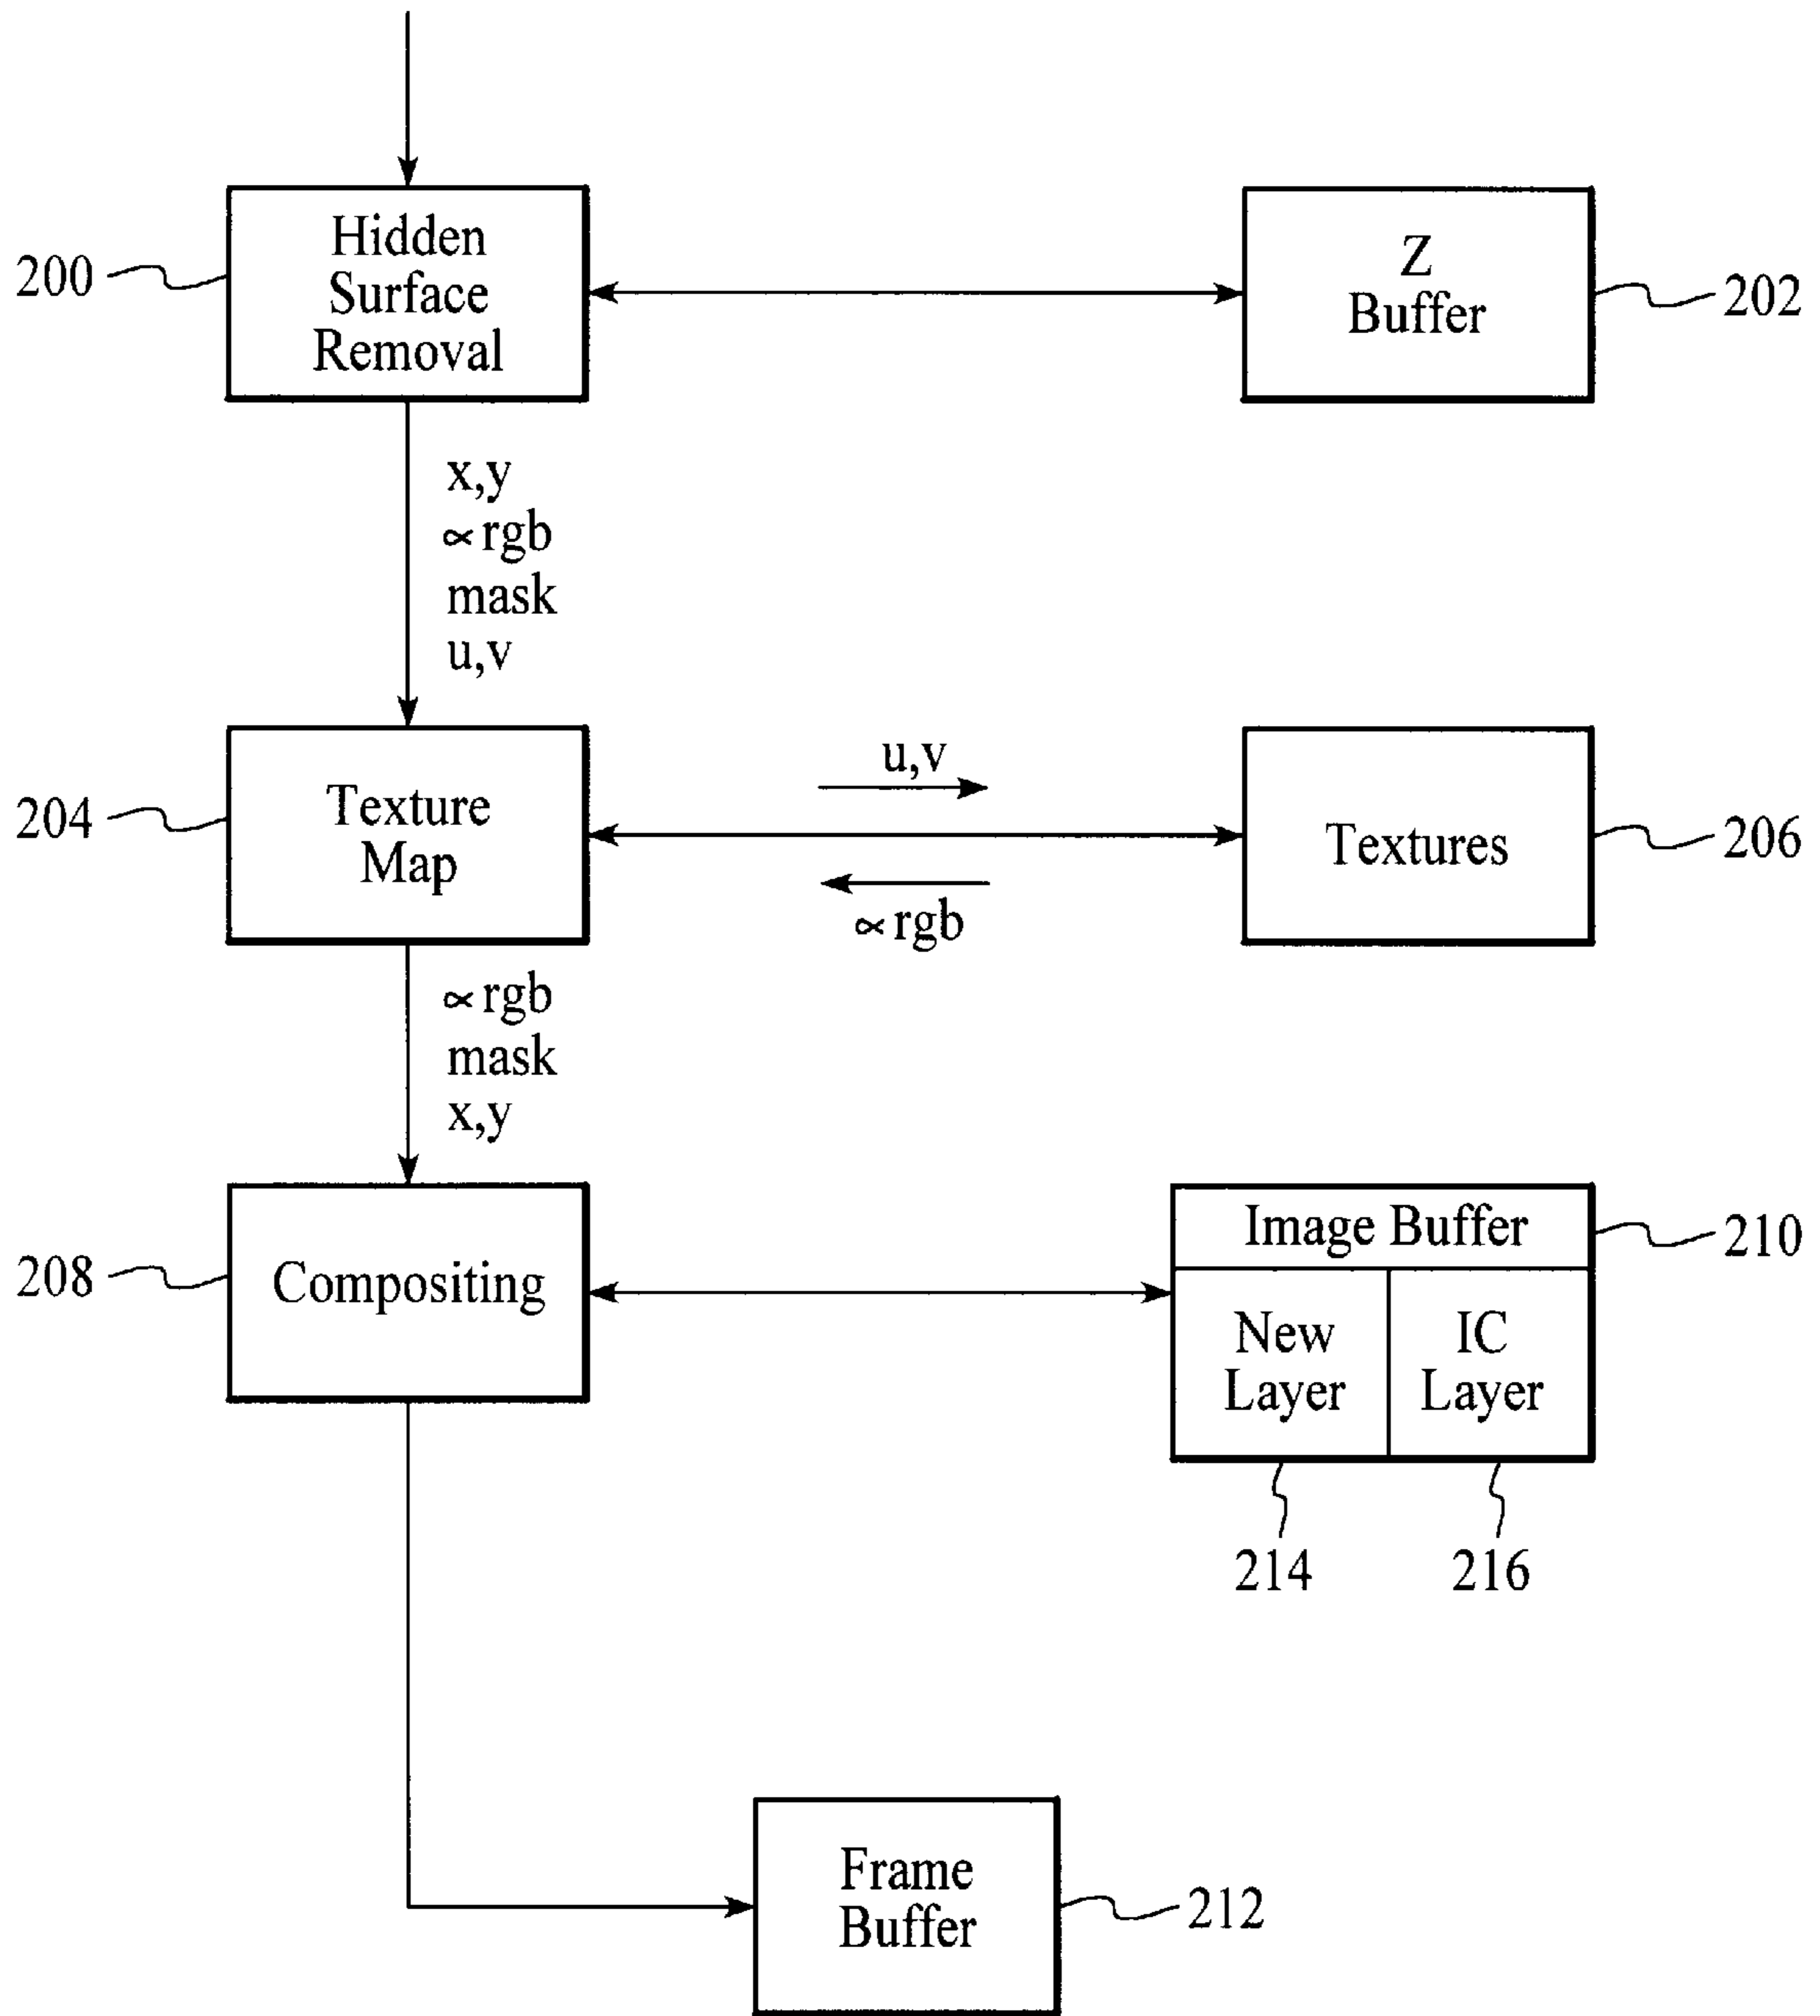 Hidden
Surface
Removal
200
Z
Buffer
202
x,y
∝rgb
mask
u,v
Texture
Map
204
u,v
∝rgb
Textures
206
∝rgb
mask
x,y
Compositing
208
Image Buffer
210
New
Layer
IC
Layer
214
216
Frame
Buffer
212